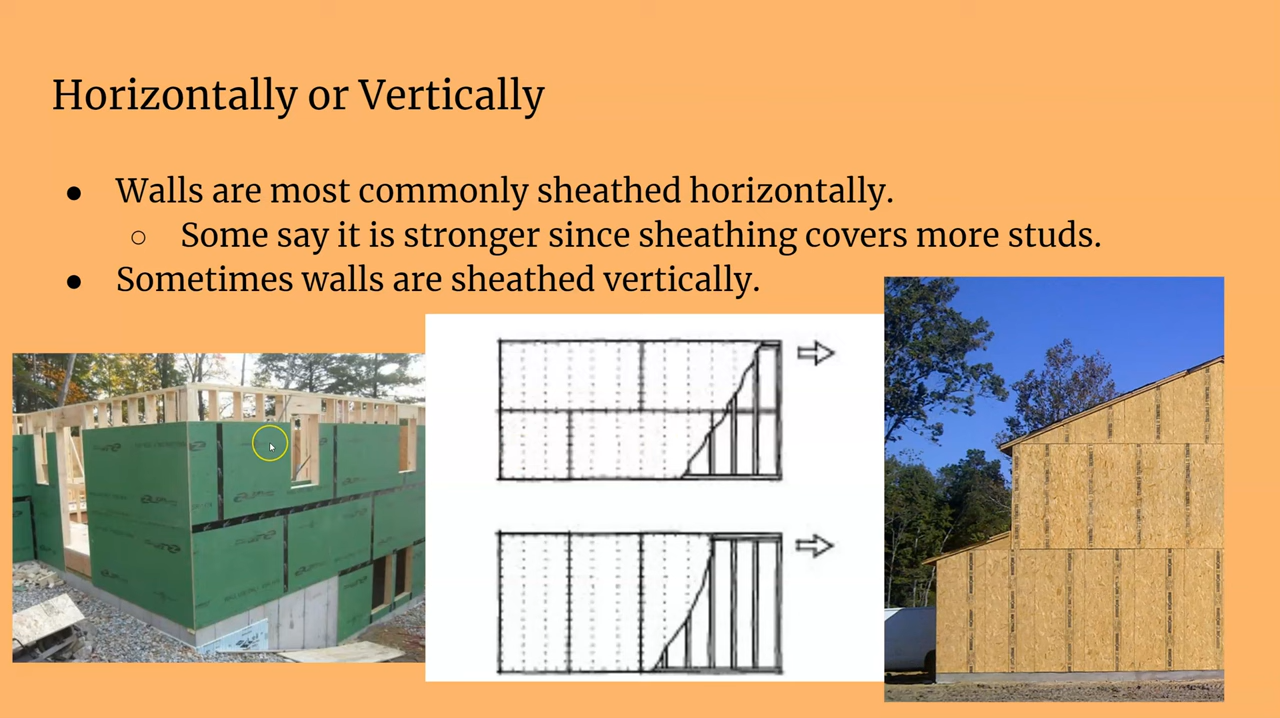 Horizontally or Vertically
● Walls are most commonly sheathed horizontally.
○ Some say it is stronger since sheathing covers more studs.
● Sometimes walls are sheathed vertically.